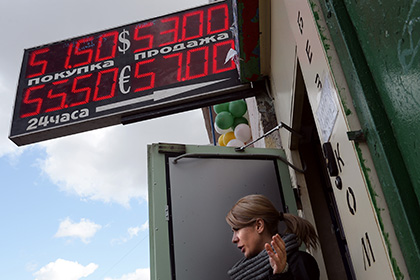 51.50 $ 53.00
покупка продажа
55.50 € 57.00
24часа